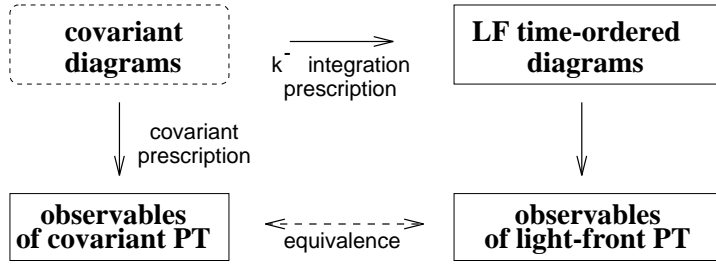 covariant
diagrams
k⁻ integration
prescription
LF time-ordered
diagrams
covariant
prescription
observables
of covariant PT
equivalence
observables
of light-front PT